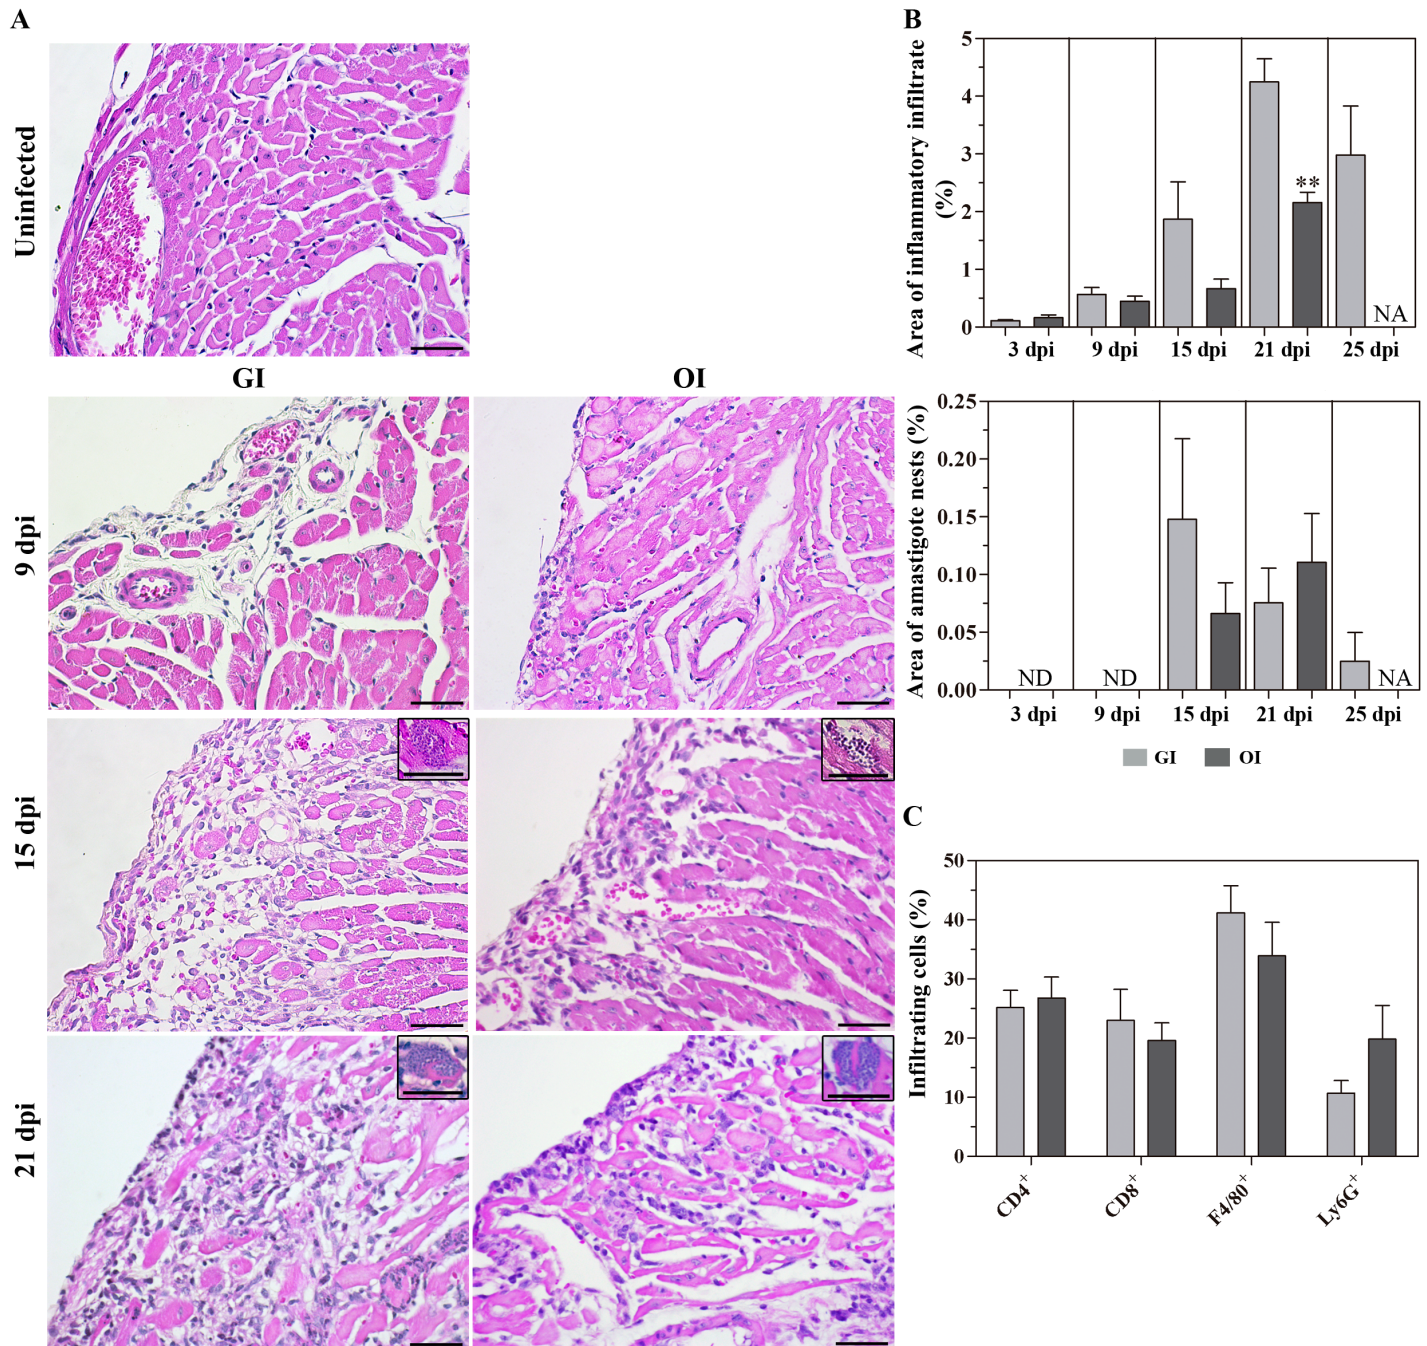 A
Uninfected
GI
OI
9 dpi
15 dpi
21 dpi
B
Area of inflammatory infiltrate
(%)
5
4
3
2
1
0
**
NA
3 dpi
9 dpi
15 dpi
21 dpi
25 dpi
Area of amastigote nests (%)
0.25
0.20
0.15
0.10
0.05
0.00
ND
ND
NA
3 dpi
9 dpi
15 dpi
21 dpi
25 dpi
GI
OI
C
Infiltrating cells (%)
50
40
30
20
10
0
CD4+
CD8+
F4/80+
Ly6G+